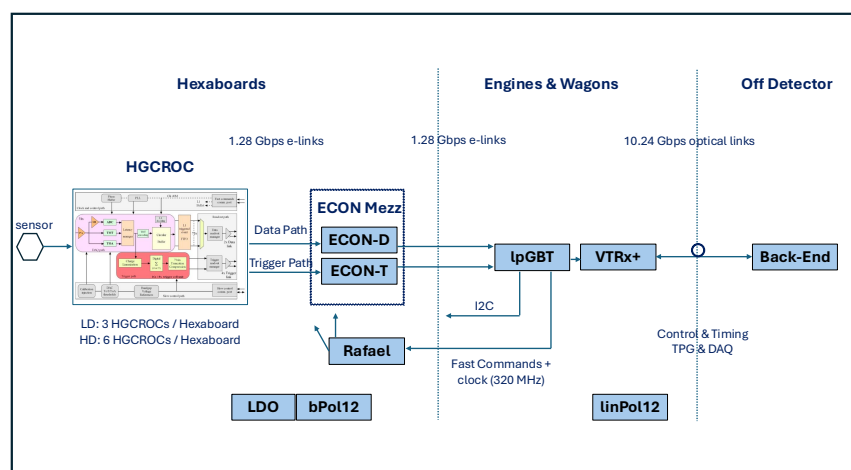 Hexaboards
Engines & Wagons
Off Detector
1.28 Gbps e-links
1.28 Gbps e-links
10.24 Gbps optical links
HGCROC
sensor
ECON Mezz
Data Path
ECON-D
Trigger Path
ECON-T
lpGBT
VTRx+
Back-End
I2C
LD: 3 HGCROCs / Hexaboard
HD: 6 HGCROCs / Hexaboard
Rafael
Control & Timing
TPG & DAQ
Fast Commands +
clock (320 MHz)
LDO
bPol12
linPol12